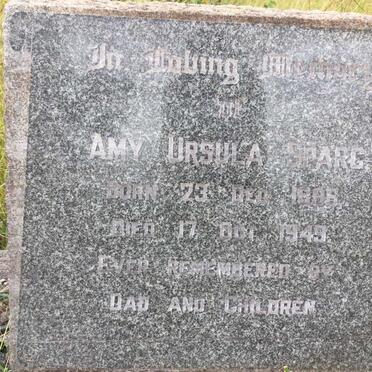 In Loving Memory
OF
AMY URSULA SPARG
BORN 23 DEC 1885
DIED 17 OCT 1949
EVER REMEMBERED BY
DAD AND CHILDREN